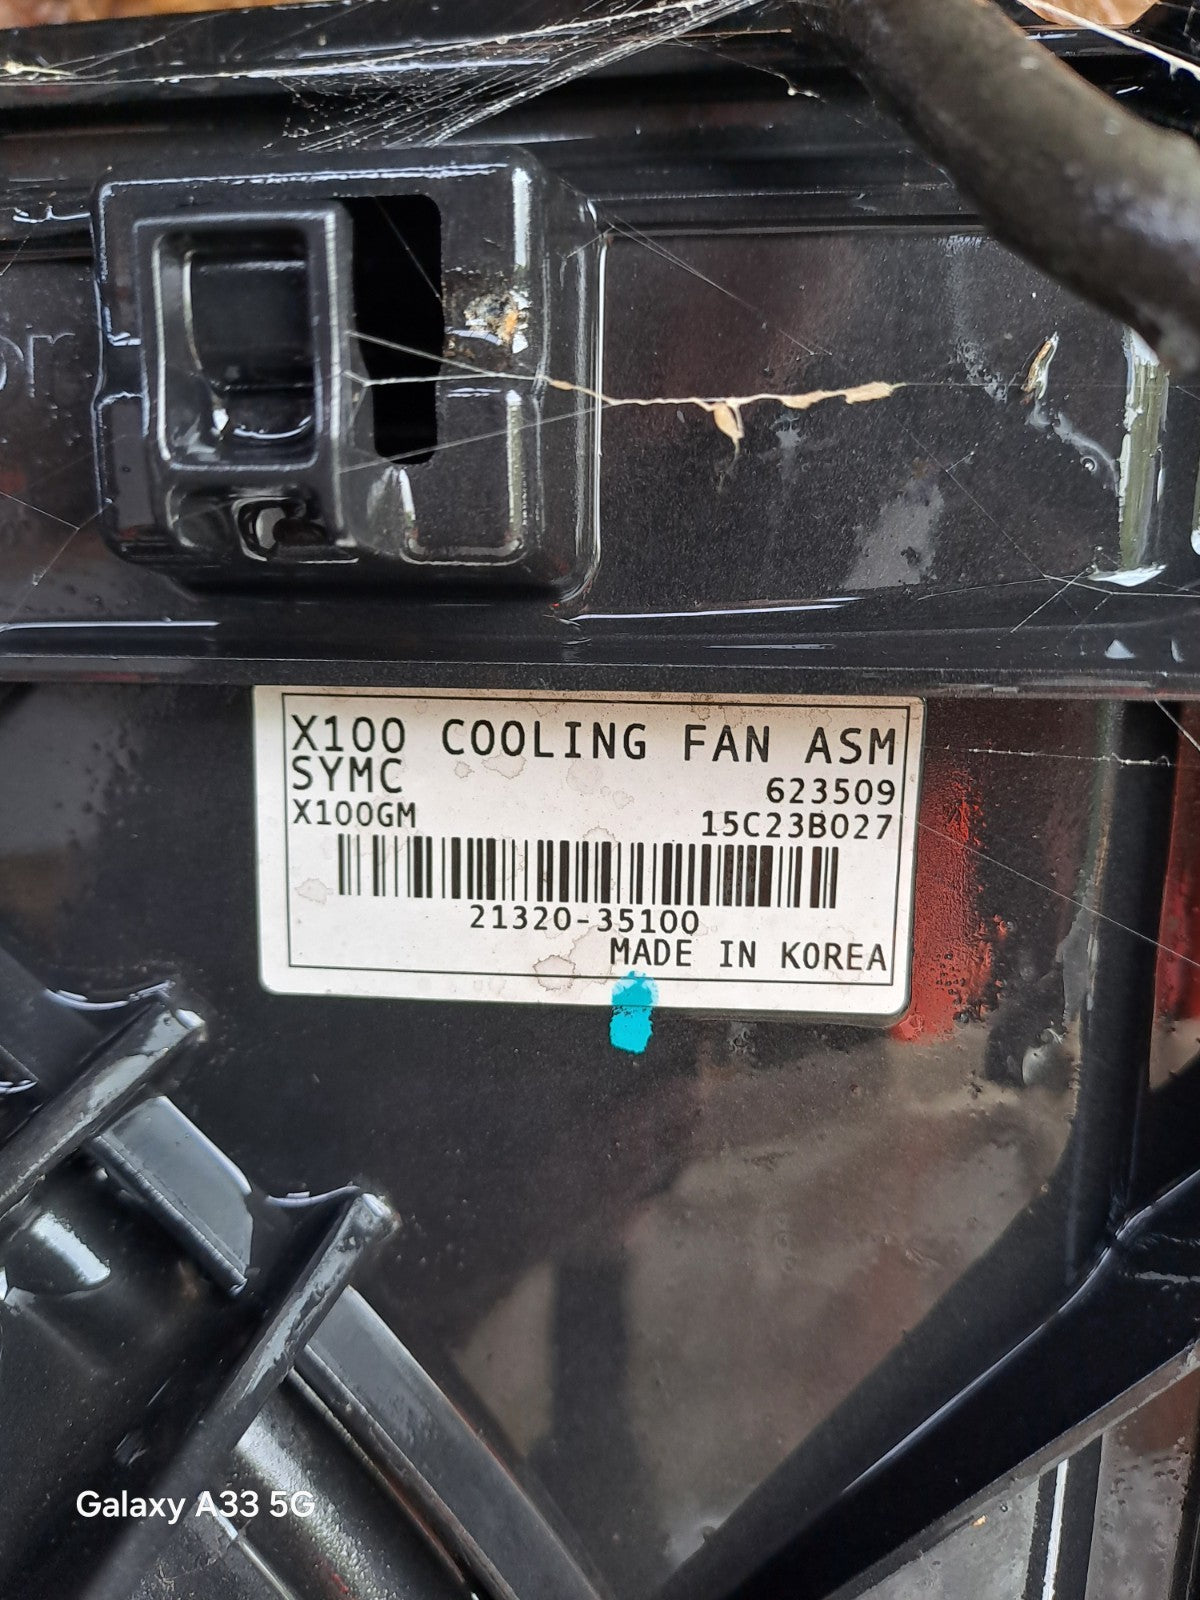 X100 COOLING FAN ASM
SYMC 623509
X100GM 15C23B027
21320-35100
MADE IN KOREA
Galaxy A33 5G